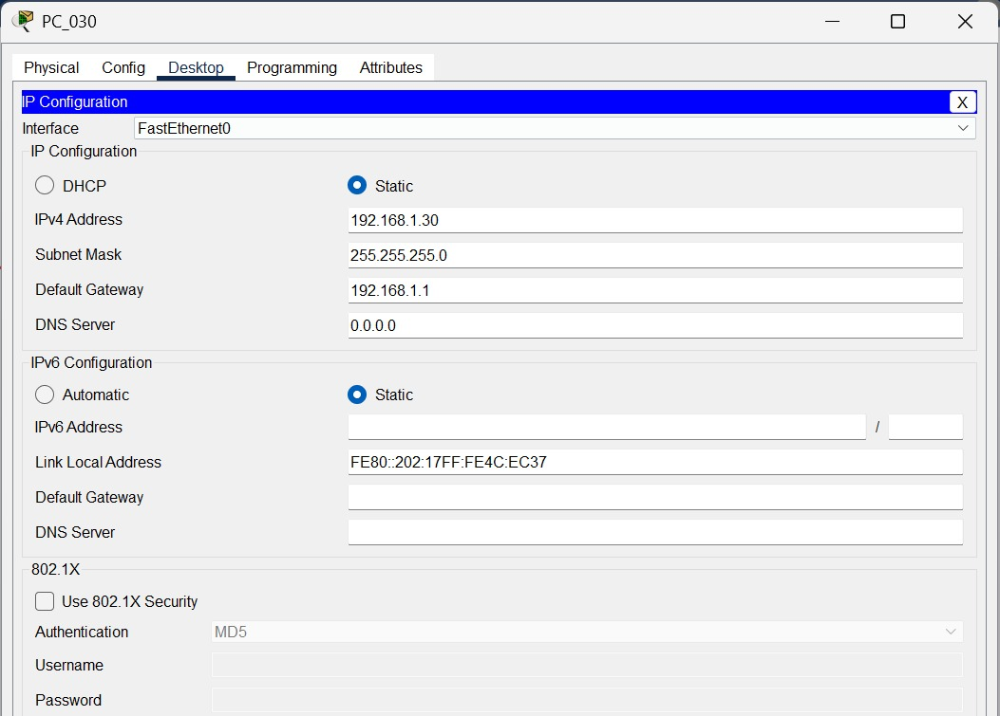 PC_030
Physical Config Desktop Programming Attributes
IP Configuration X
Interface FastEthernet0
IP Configuration
DHCP Static
IPv4 Address 192.168.1.30
Subnet Mask 255.255.255.0
Default Gateway 192.168.1.1
DNS Server 0.0.0.0
IPv6 Configuration
Automatic Static
IPv6 Address /
Link Local Address FE80::202:17FF:FE4C:EC37
Default Gateway
DNS Server
802.1X
Use 802.1X Security
Authentication MD5
Username
Password